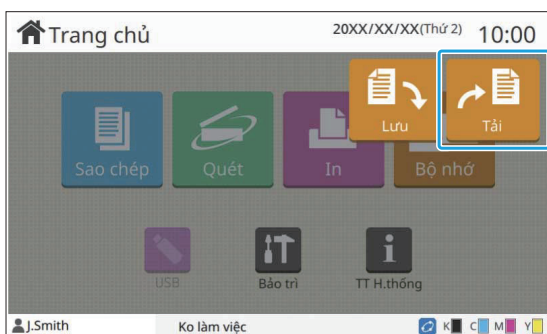 Trang chủ
20XX/XX/XX(Thứ 2) 10:00
Lưu
Tải
Sao chép
Quét
In
Bộ nhớ
USB
Bảo trì
TT H.thống
J.Smith
Ko làm việc
K C M Y